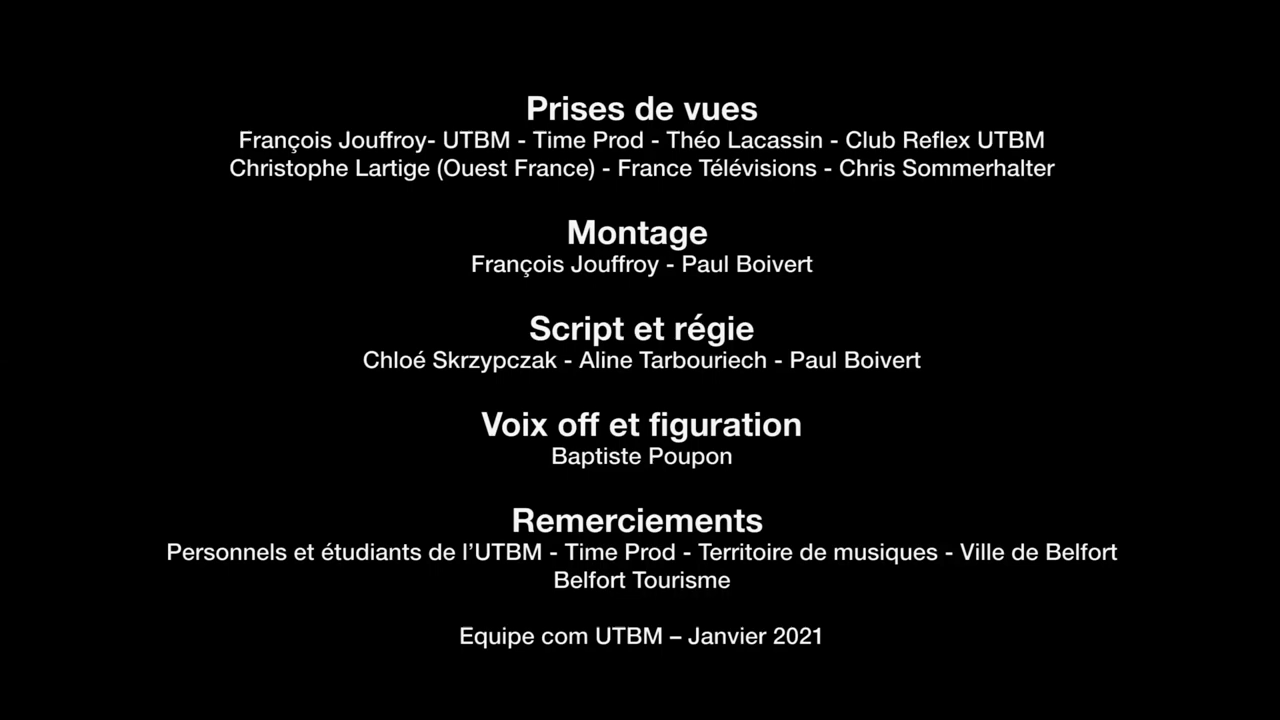 Prises de vues
François Jouffroy- UTBM - Time Prod - Théo Lacassin - Club Reflex UTBM
Christophe Lartige (Ouest France) - France Télévisions - Chris Sommerhalter
Montage
François Jouffroy - Paul Boivert
Script et régie
Chloé Skrzypczak - Aline Tarbouriech - Paul Boivert
Voix off et figuration
Baptiste Poupon
Remerciements
Personnels et étudiants de l’UTBM - Time Prod - Territoire de musiques - Ville de Belfort
Belfort Tourisme
Equipe com UTBM – Janvier 2021